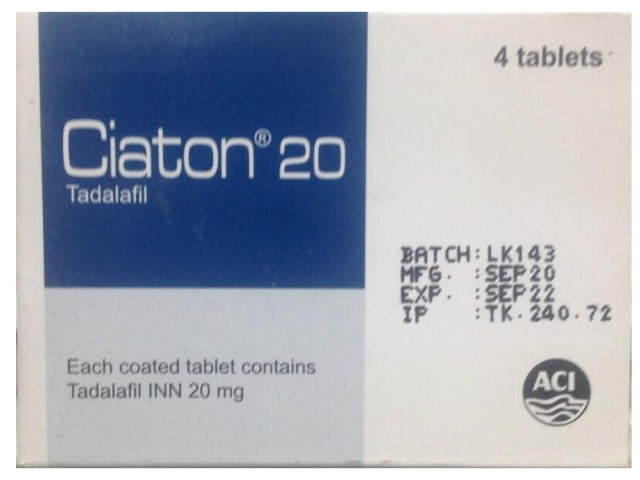 4 tablets
Ciaton® 20
Tadalafil
BATCH: LK143
MFG. : SEP20
EXP. : SEP22
IP : TK. 240.72
Each coated tablet contains
Tadalafil INN 20 mg
ACI